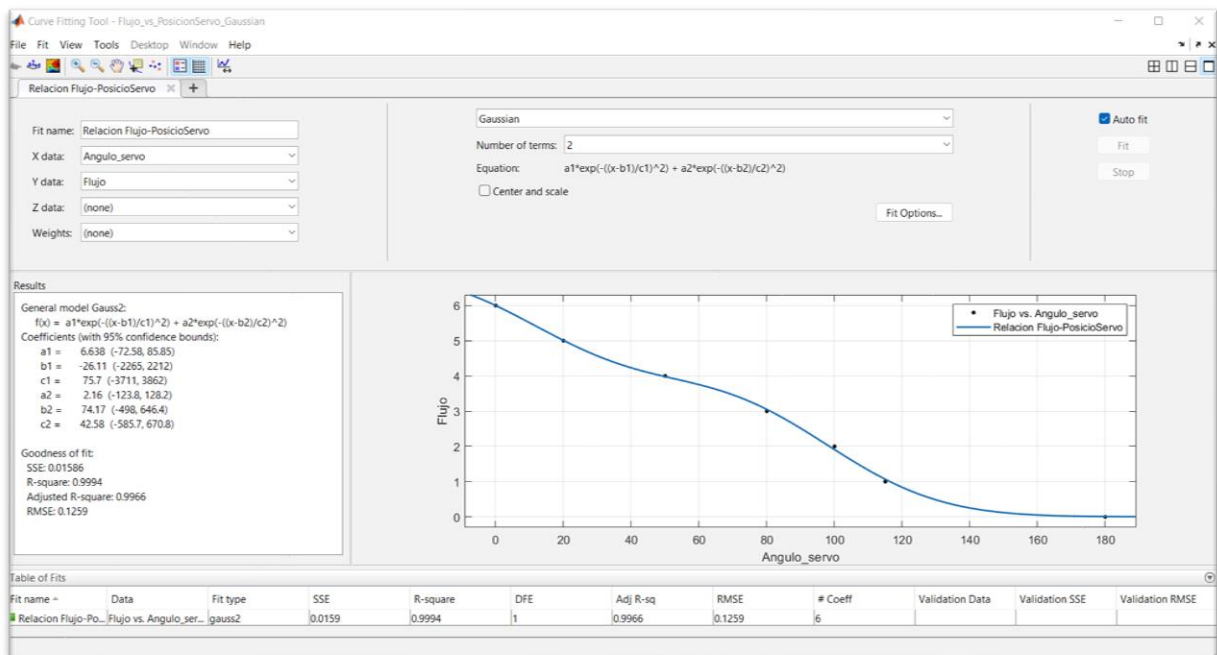 Curve Fitting Tool - Flujo_vs_PosicionServo_Gaussian
File Fit View Tools Desktop Window Help
Relacion Flujo-PosicioServo
Fit name: Relacion Flujo-PosicioServo
X data: Angulo_servo
Y data: Flujo
Z data: (none)
Weights: (none)
Gaussian
Number of terms: 2
Equation: a1*exp(-((x-b1)/c1)^2) + a2*exp(-((x-b2)/c2)^2)
Center and scale
Fit Options...
Auto fit
Fit
Stop
Results
General model Gauss2:
f(x) = a1*exp(-((x-b1)/c1)^2) + a2*exp(-((x-b2)/c2)^2)
Coefficients (with 95% confidence bounds):
a1 = 6.638 (-72.58, 85.85)
b1 = -26.11 (-2265, 2212)
c1 = 75.7 (-3711, 3862)
a2 = 2.16 (-123.8, 128.2)
b2 = 74.17 (-498, 646.4)
c2 = 42.58 (-585.7, 670.8)
Goodness of fit:
SSE: 0.01586
R-square: 0.9994
Adjusted R-square: 0.9966
RMSE: 0.1259
Flujo vs. Angulo_servo
Relacion Flujo-PosicioServo
6
5
4
3
2
1
0
Flujo
0 20 40 60 80 100 120 140 160 180
Angulo_servo
Table of Fits
Fit name Data Fit type SSE R-square DFE Adj R-sq RMSE # Coeff Validation Data Validation SSE Validation RMSE
Relacion Flujo-Po... Flujo vs. Angulo_ser... gauss2 0.0159 0.9994 1 0.9966 0.1259 6